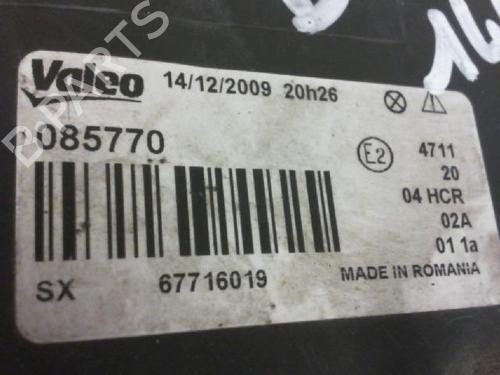 Valeo 14/12/2009 20h26
085770
E2 4711
20
04 HCR
02A
01 1a
SX 67716019
MADE IN ROMANIA
B PARTS